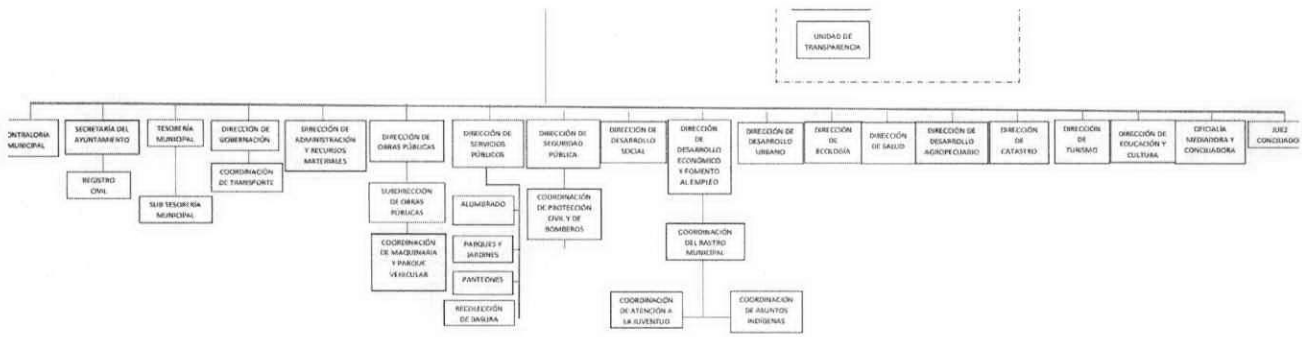 UNIDAD DE
TRANSPARENCIA
ONTRALORÍA
MUNICIPAL
SECRETARÍA DEL
AYUNTAMIENTO
REGISTRO
CIVIL
TESORERÍA
MUNICIPAL
SUB TESORERÍA
MUNICIPAL
DIRECCIÓN DE
GOBERNACIÓN
COORDINACIÓN
DE TRANSPORTE
DIRECCIÓN DE
ADMINISTRACIÓN
Y RECURSOS
MATERIALES
DIRECCIÓN DE
OBRAS PÚBLICAS
SUBDIRECCIÓN
DE OBRAS
PÚBLICAS
COORDINACIÓN
DE MAQUINARIA
Y PARQUE
VEHICULAR
DIRECCIÓN DE
SERVICIOS
PÚBLICOS
ALUMBRADO
PARQUES Y
JARDINES
PANTEONES
RECOLECCIÓN
DE BASURA
DIRECCIÓN DE
SEGURIDAD
PÚBLICA
COORDINACIÓN
DE PROTECCIÓN
CIVIL Y DE
BOMBEROS
DIRECCIÓN DE
DESARROLLO
SOCIAL
DIRECCIÓN
DE
DESARROLLO
ECONÓMICO
Y FOMENTO
AL EMPLEO
COORDINACIÓN
DEL RASTRO
MUNICIPAL
COORDINACIÓN
DE ATENCIÓN A
LA JUVENTUD
COORDINACIÓN
DE ASUNTOS
INDÍGENAS
DIRECCIÓN DE
DESARROLLO
URBANO
DIRECCIÓN
DE
ECOLOGÍA
DIRECCIÓN
DE SALUD
DIRECCIÓN DE
DESARROLLO
AGROPECUARIO
DIRECCIÓN
DE
CATASTRO
DIRECCIÓN
DE
TURISMO
DIRECCIÓN DE
EDUCACIÓN Y
CULTURA
OFICIALÍA
MEDIADORA Y
CONCILIADORA
JUEZ
CONCILIADO